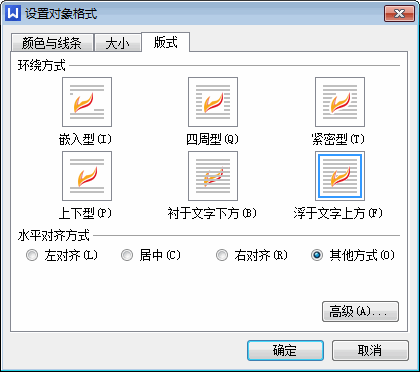 设置对象格式
颜色与线条 大小 版式
环绕方式
嵌入型(I) 四周型(Q) 紧密型(T)
上下型(P) 衬于文字下方(B) 浮于文字上方(F)
水平对齐方式
左对齐(L) 居中(C) 右对齐(R) 其他方式(O)
高级(A)...
确定 取消